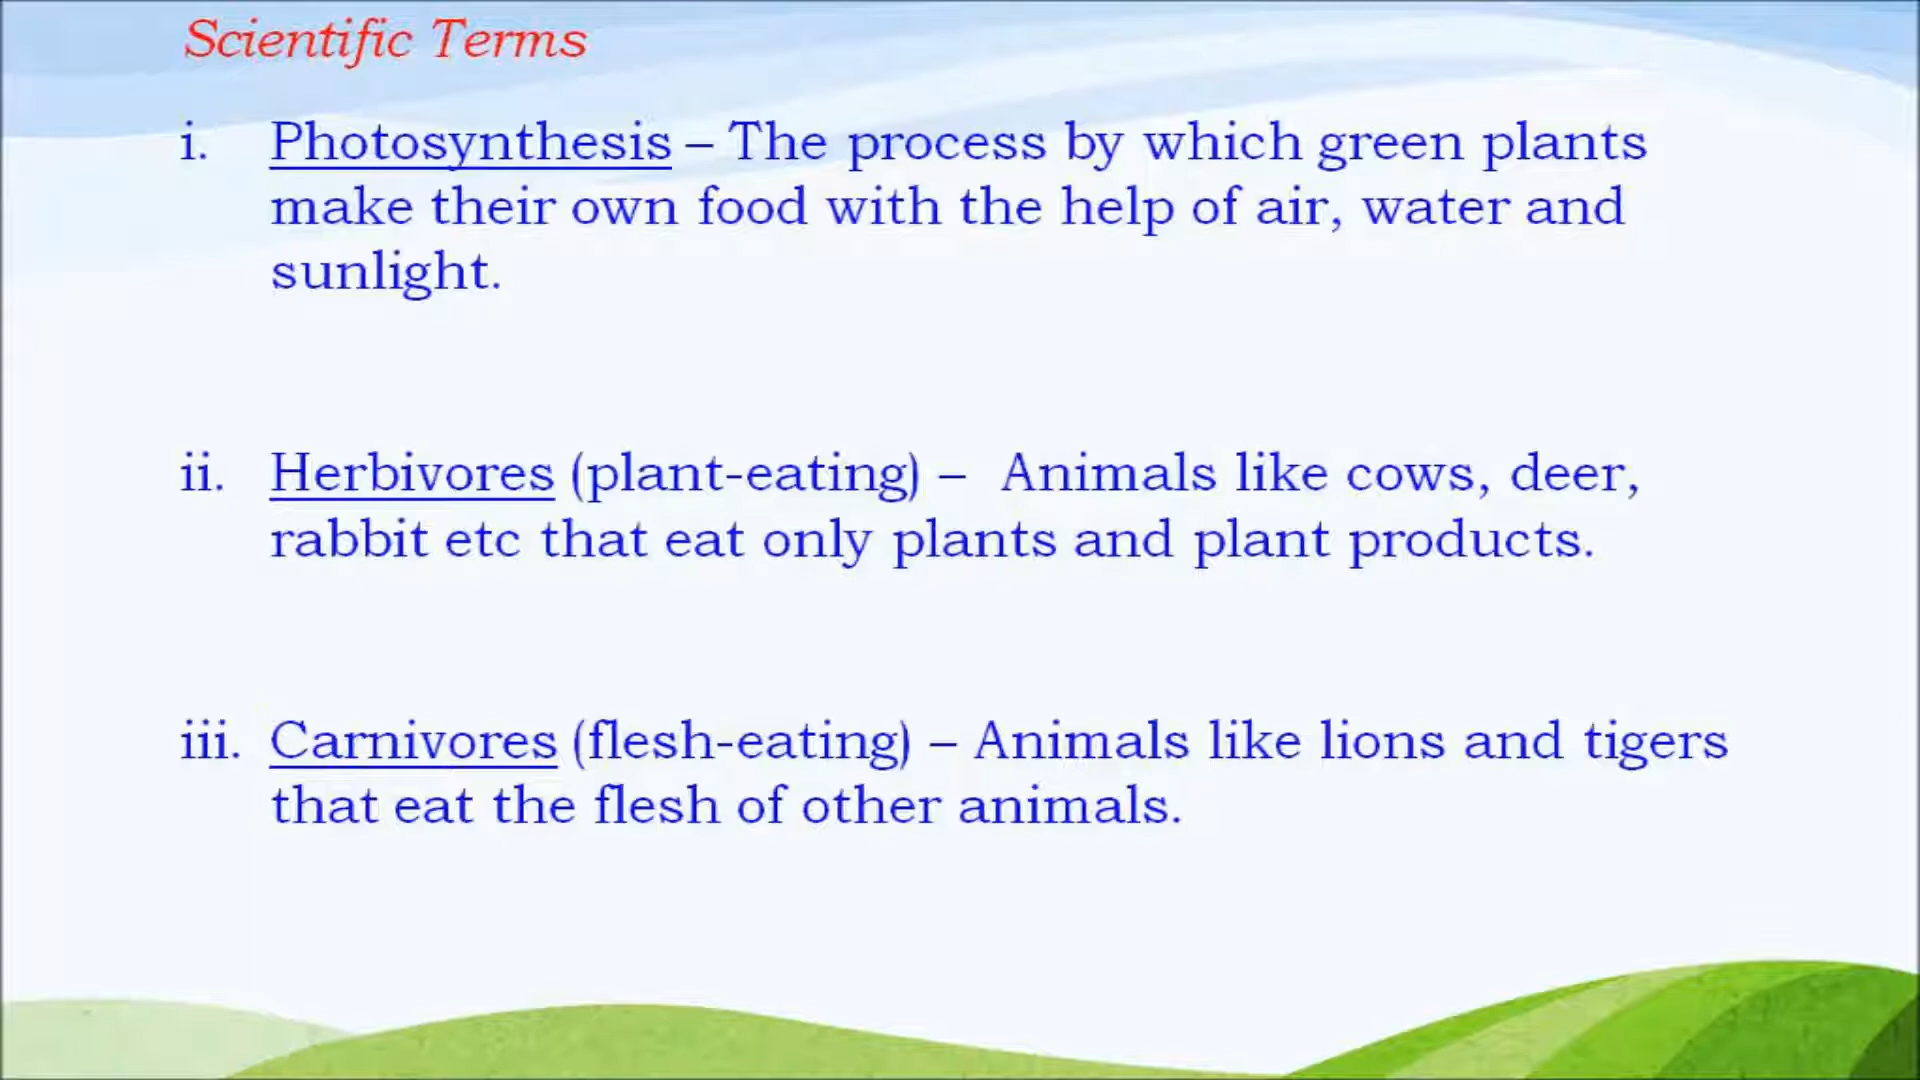 Scientific Terms
i. Photosynthesis – The process by which green plants
make their own food with the help of air, water and
sunlight.
ii. Herbivores (plant-eating) – Animals like cows, deer,
rabbit etc that eat only plants and plant products.
iii. Carnivores (flesh-eating) – Animals like lions and tigers
that eat the flesh of other animals.